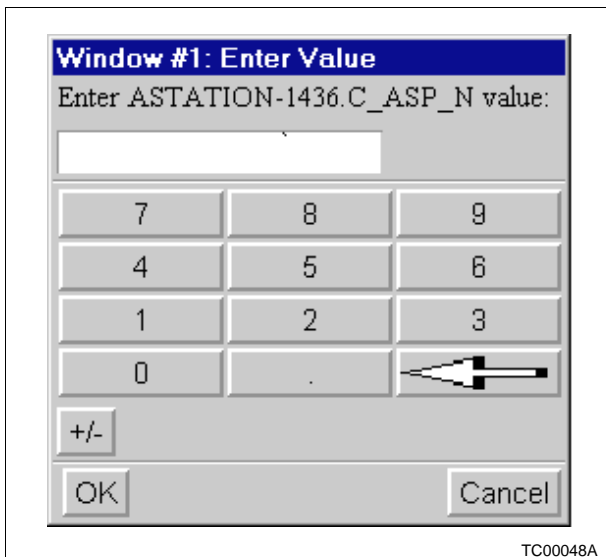 Window #1: Enter Value
Enter ASTATION-1436.C_ASP_N value:
7 8 9
4 5 6
1 2 3
0 .
+/-
OK Cancel
TC00048A